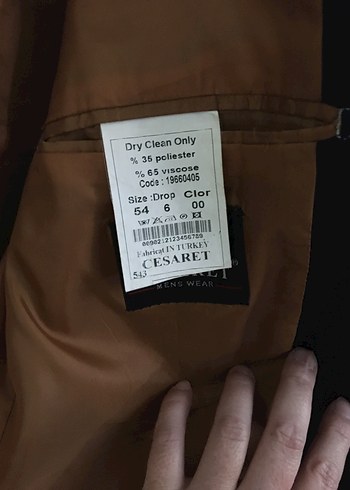 Dry Clean Only
% 35 poliester
% 65 viscose
Code : 19660405
Size :Drop Clor
54 6 00
Fabricat IN TURKEY
CESARET
543
MENS WEAR